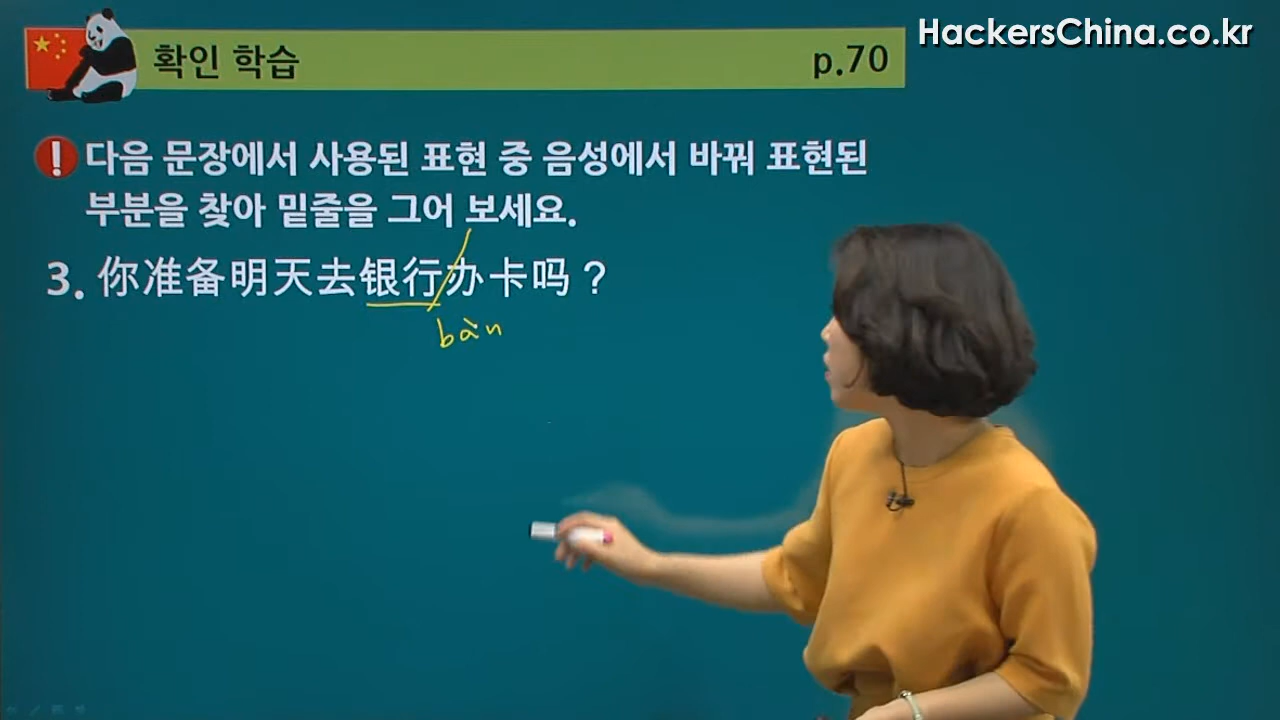 HackersChina.co.kr
확인 학습 p.70
! 다음 문장에서 사용된 표현 중 음성에서 바꿔 표현된
부분을 찾아 밑줄을 그어 보세요.
3. 你准备明天去银行办卡吗？
bàn